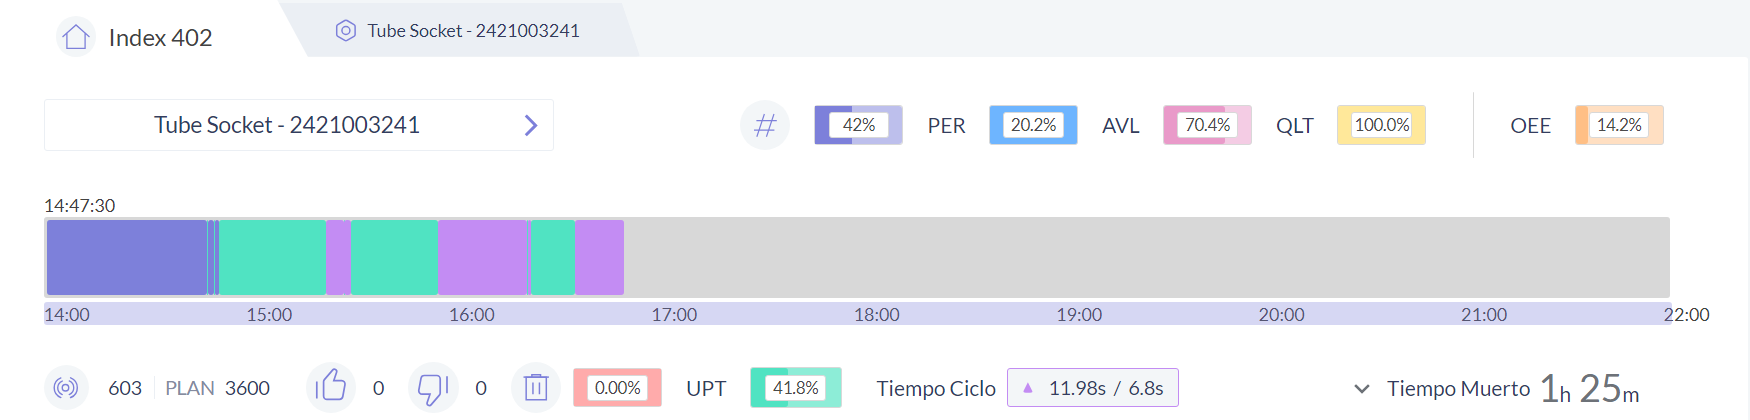 Index 402
Tube Socket - 2421003241
Tube Socket - 2421003241
# 42% PER 20.2% AVL 70.4% QLT 100.0% OEE 14.2%
14:47:30
14:00 15:00 16:00 17:00 18:00 19:00 20:00 21:00 22:00
603 PLAN 3600 0 0 0.00% UPT 41.8% Tiempo Ciclo 11.98s / 6.8s Tiempo Muerto 1h 25m